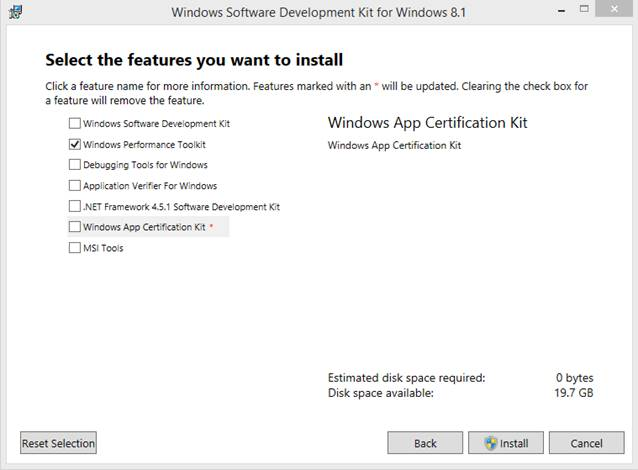 Windows Software Development Kit for Windows 8.1
Select the features you want to install
Click a feature name for more information. Features marked with an * will be updated. Clearing the check box for
a feature will remove the feature.
Windows Software Development Kit
Windows Performance Toolkit
Debugging Tools for Windows
Application Verifier For Windows
.NET Framework 4.5.1 Software Development Kit
Windows App Certification Kit *
MSI Tools
Windows App Certification Kit
Windows App Certification Kit
Estimated disk space required: 0 bytes
Disk space available: 19.7 GB
Reset Selection Back Install Cancel